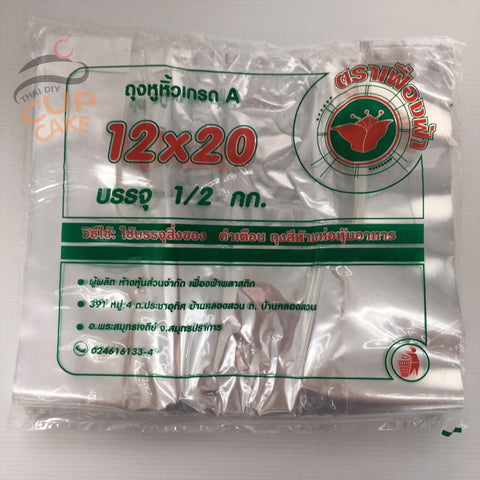 THAI DIY
CUP
CAKE
ถุงหูหิ้วเกรด A
ตราเฟื่องฟ้า
12x20
บรรจุ 1/2 กก.
วิธีใช้: ใช้บรรจุสิ่งของ คำเตือน ถุงสีห้ามห่อหุ้มอาหาร
ผู้ผลิต ห้างหุ้นส่วนจำกัด เฟื่องฟ้าพลาสติก
391 หมู่ 4 ถ.ประชาอุทิศ บ้านคลองสวน ต. บ้านคลองสวน
อ.พระสมุทรเจดีย์ จ.สมุทรปราการ
024616133-4